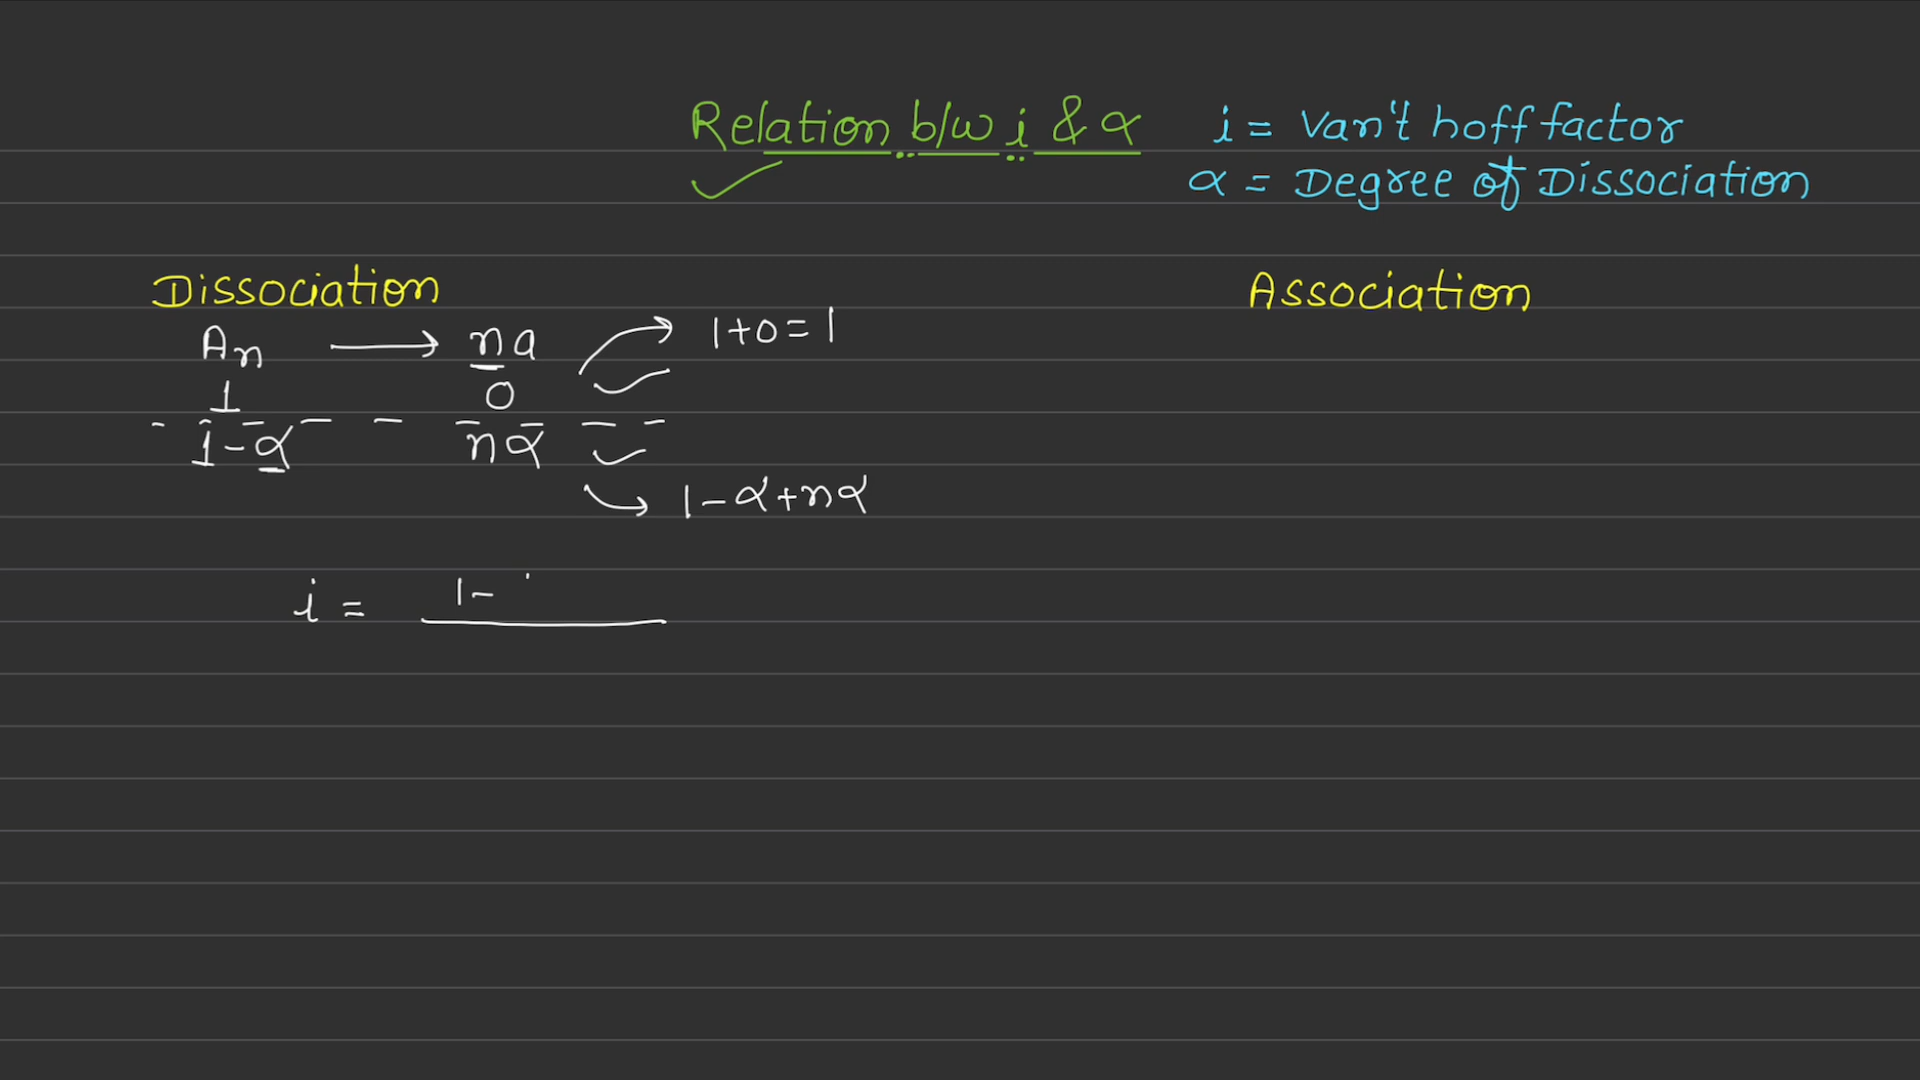 Relation b/w i & α
i = Van't hoff factor
α = Degree of Dissociation
Dissociation
Aₙ → na
1 0
1-α nα
1+0=1
1-α+nα
i = 1-
Association